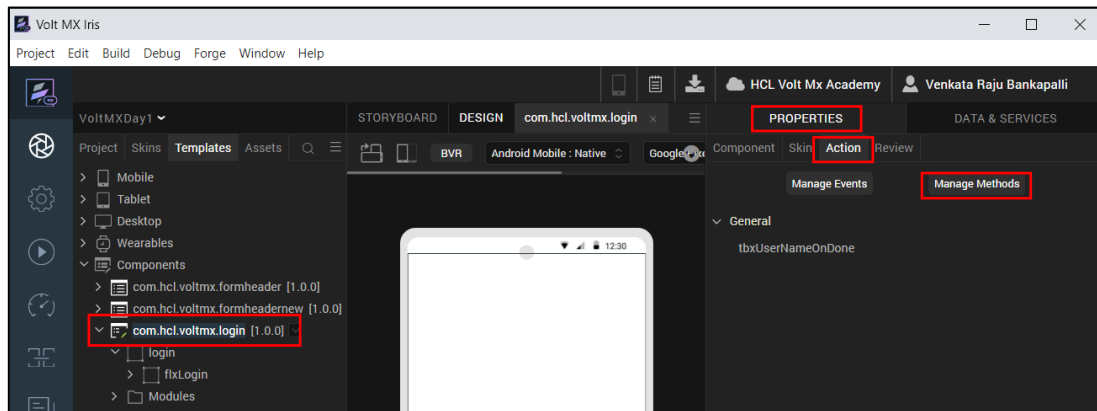 Volt MX Iris
Project Edit Build Debug Forge Window Help
HCL Volt Mx Academy Venkata Raju Bankapalli
VoltMXDay1 STORYBOARD DESIGN com.hcl.voltmx.login × PROPERTIES DATA & SERVICES
Project Skins Templates Assets BVR Android Mobile : Native Component Skin Action Review
Mobile
Tablet
Desktop
Wearables
Components
com.hcl.voltmx.formheader [1.0.0]
com.hcl.voltmx.formheadernew [1.0.0]
com.hcl.voltmx.login [1.0.0]
login
flxLogin
Modules
12:30
Manage Events Manage Methods
General
tbxUserNameOnDone